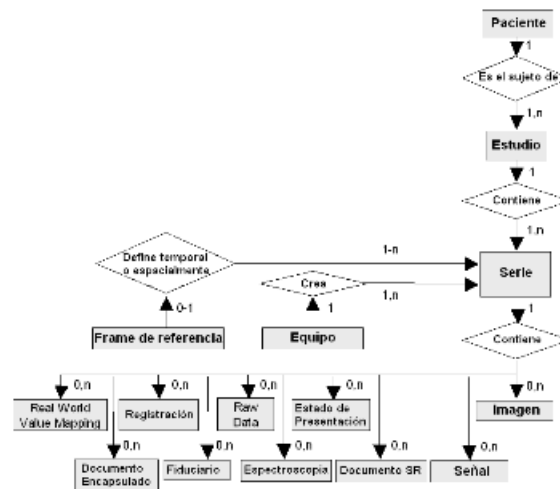 Paciente
1
Es el sujeto de
1,n
Estudio
1
Contiene
1,n
Define temporal
o espacialmente
1-n
Serie
Crea
1,n
0-1
1
1
Frame de referencia
Equipo
Contiene
0,n
0,n
0,n
0,n
0,n
Real World
Value Mapping
Registración
Raw
Data
Estado de
Presentación
Imagen
0,n
0,n
0,n
0,n
0,n
Documento
Encapsulado
Fiduciario
Espectroscopia
Documento SR
Señal